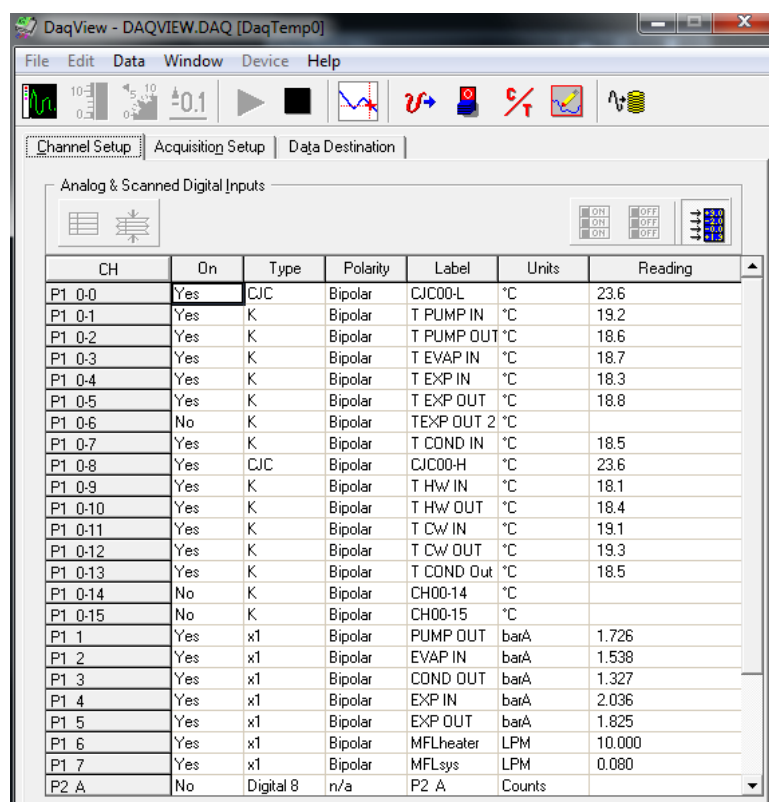 DaqView - DAQVIEW.DAQ [DaqTemp0]
File Edit Data Window Device Help
Channel Setup Acquisition Setup Data Destination
Analog & Scanned Digital Inputs
CH On Type Polarity Label Units Reading
P1 0-0 Yes CJC Bipolar CJC00-L °C 23.6
P1 0-1 Yes K Bipolar T PUMP IN °C 19.2
P1 0-2 Yes K Bipolar T PUMP OUT °C 18.6
P1 0-3 Yes K Bipolar T EVAP IN °C 18.7
P1 0-4 Yes K Bipolar T EXP IN °C 18.3
P1 0-5 Yes K Bipolar T EXP OUT °C 18.8
P1 0-6 No K Bipolar TEXP OUT 2 °C
P1 0-7 Yes K Bipolar T COND IN °C 18.5
P1 0-8 Yes CJC Bipolar CJC00-H °C 23.6
P1 0-9 Yes K Bipolar T HW IN °C 18.1
P1 0-10 Yes K Bipolar T HW OUT °C 18.4
P1 0-11 Yes K Bipolar T CW IN °C 19.1
P1 0-12 Yes K Bipolar T CW OUT °C 19.3
P1 0-13 Yes K Bipolar T COND Out °C 18.5
P1 0-14 No K Bipolar CH00-14 °C
P1 0-15 No K Bipolar CH00-15 °C
P1 1 Yes x1 Bipolar PUMP OUT barA 1.726
P1 2 Yes x1 Bipolar EVAP IN barA 1.538
P1 3 Yes x1 Bipolar COND OUT barA 1.327
P1 4 Yes x1 Bipolar EXP IN barA 2.036
P1 5 Yes x1 Bipolar EXP OUT barA 1.825
P1 6 Yes x1 Bipolar MFLheater LPM 10.000
P1 7 Yes x1 Bipolar MFLsys LPM 0.080
P2 A No Digital 8 n/a P2 A Counts